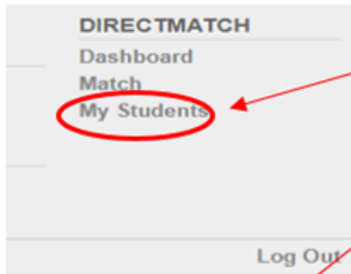 DIRECTMATCH
Dashboard
Match
My Students
Log Out